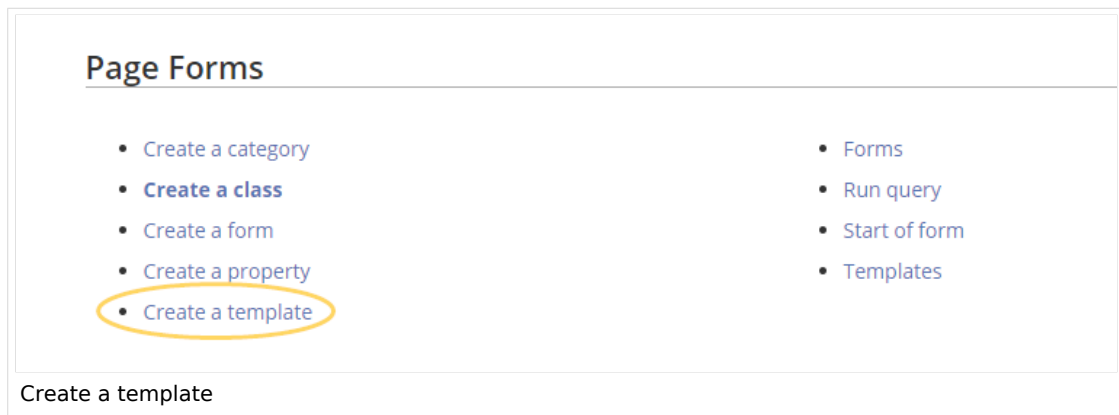 Page Forms
Create a category
Create a class
Create a form
Create a property
Create a template
Forms
Run query
Start of form
Templates
Create a template